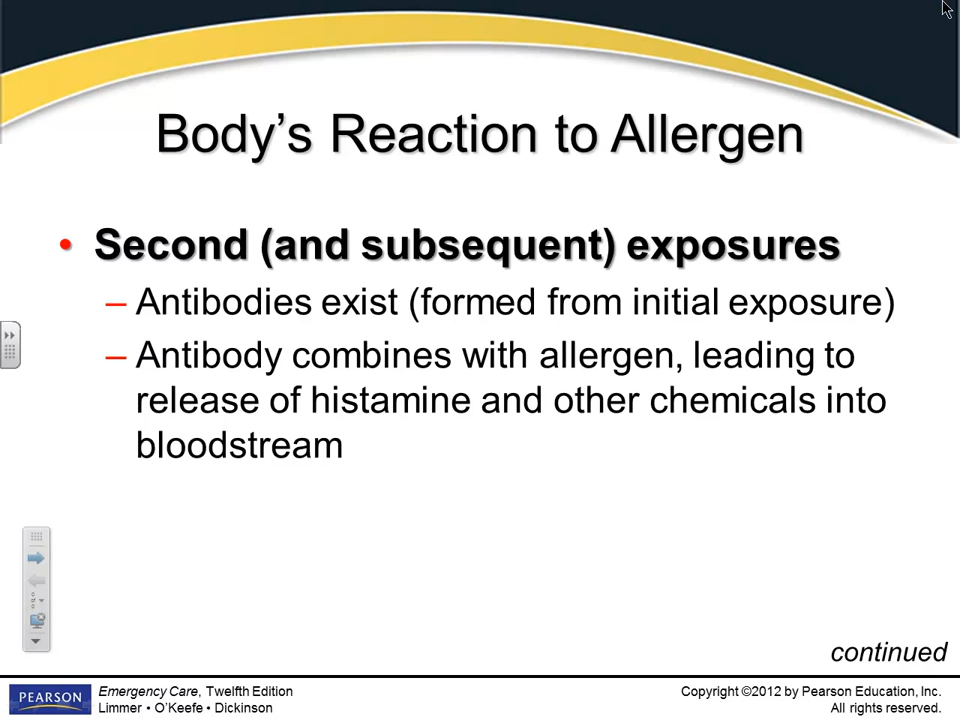 Body’s Reaction to Allergen
• Second (and subsequent) exposures
– Antibodies exist (formed from initial exposure)
– Antibody combines with allergen, leading to
release of histamine and other chemicals into
bloodstream
continued
PEARSON
Emergency Care, Twelfth Edition
Limmer • O’Keefe • Dickinson
Copyright ©2012 by Pearson Education, Inc.
All rights reserved.